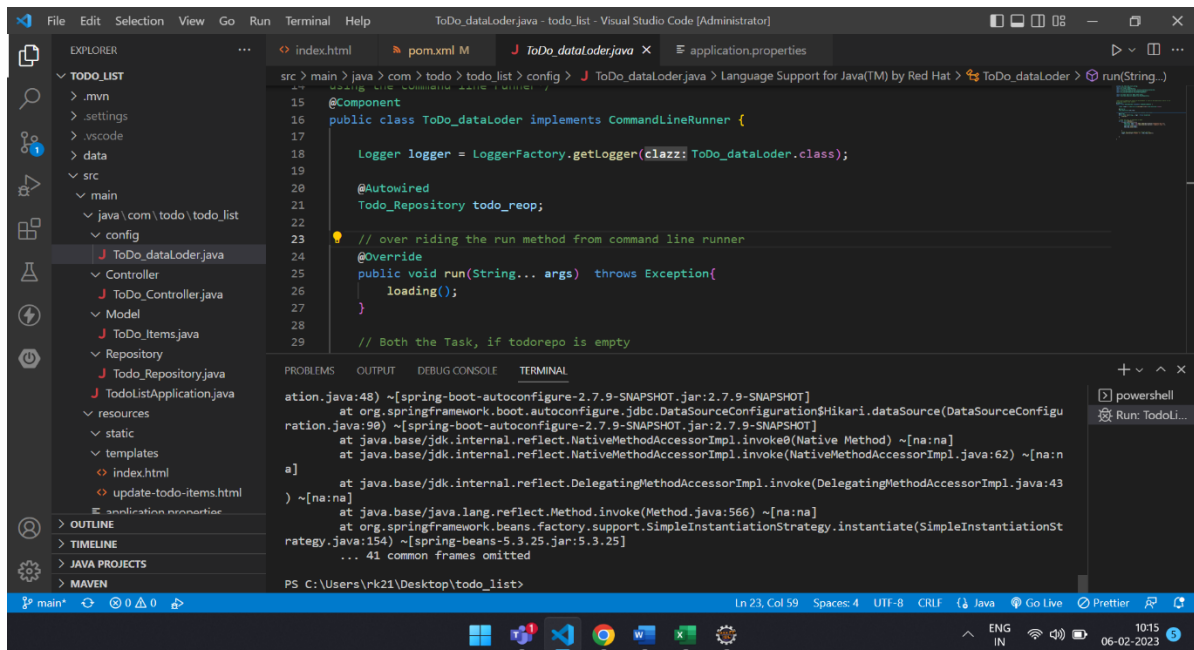 File Edit Selection View Go Run Terminal Help
ToDo_dataLoder.java - todo_list - Visual Studio Code [Administrator]
EXPLORER
index.html
pom.xml M
ToDo_dataLoder.java
application.properties
TODO_LIST
.mvn
.settings
.vscode
data
src
main
java\com\todo\todo_list
config
ToDo_dataLoder.java
Controller
ToDo_Controller.java
Model
ToDo_Items.java
Repository
Todo_Repository.java
TodoListApplication.java
resources
static
templates
index.html
update-todo-items.html
application.properties
OUTLINE
TIMELINE
JAVA PROJECTS
MAVEN
src > main > java > com > todo > todo_list > config > ToDo_dataLoder.java > Language Support for Java(TM) by Red Hat > ToDo_dataLoder > run(String...)
14 using the command line runner /
15 @Component
16 public class ToDo_dataLoder implements CommandLineRunner {
17
18 Logger logger = LoggerFactory.getLogger(clazz: ToDo_dataLoder.class);
19
20 @Autowired
21 Todo_Repository todo_reop;
22
23 // over riding the run method from command line runner
24 @Override
25 public void run(String... args) throws Exception{
26 loading();
27 }
28
29 // Both the Task, if todorepo is empty
PROBLEMS OUTPUT DEBUG CONSOLE TERMINAL
ation.java:48) ~[spring-boot-autoconfigure-2.7.9-SNAPSHOT.jar:2.7.9-SNAPSHOT]
at org.springframework.boot.autoconfigure.jdbc.DataSourceConfiguration$Hikari.dataSource(DataSourceConfigu
ration.java:90) ~[spring-boot-autoconfigure-2.7.9-SNAPSHOT.jar:2.7.9-SNAPSHOT]
at java.base/jdk.internal.reflect.NativeMethodAccessorImpl.invoke0(Native Method) ~[na:na]
at java.base/jdk.internal.reflect.NativeMethodAccessorImpl.invoke(NativeMethodAccessorImpl.java:62) ~[na:n
a]
at java.base/jdk.internal.reflect.DelegatingMethodAccessorImpl.invoke(DelegatingMethodAccessorImpl.java:43
) ~[na:na]
at java.base/java.lang.reflect.Method.invoke(Method.java:566) ~[na:na]
at org.springframework.beans.factory.support.SimpleInstantiationStrategy.instantiate(SimpleInstantiationSt
rategy.java:154) ~[spring-beans-5.3.25.jar:5.3.25]
... 41 common frames omitted
PS C:\Users\rk21\Desktop\todo_list>
powershell
Run: TodoLi...
main* 0 0 Ln 23, Col 59 Spaces: 4 UTF-8 CRLF Java Go Live Prettier
ENG
IN
10:15
06-02-2023
5